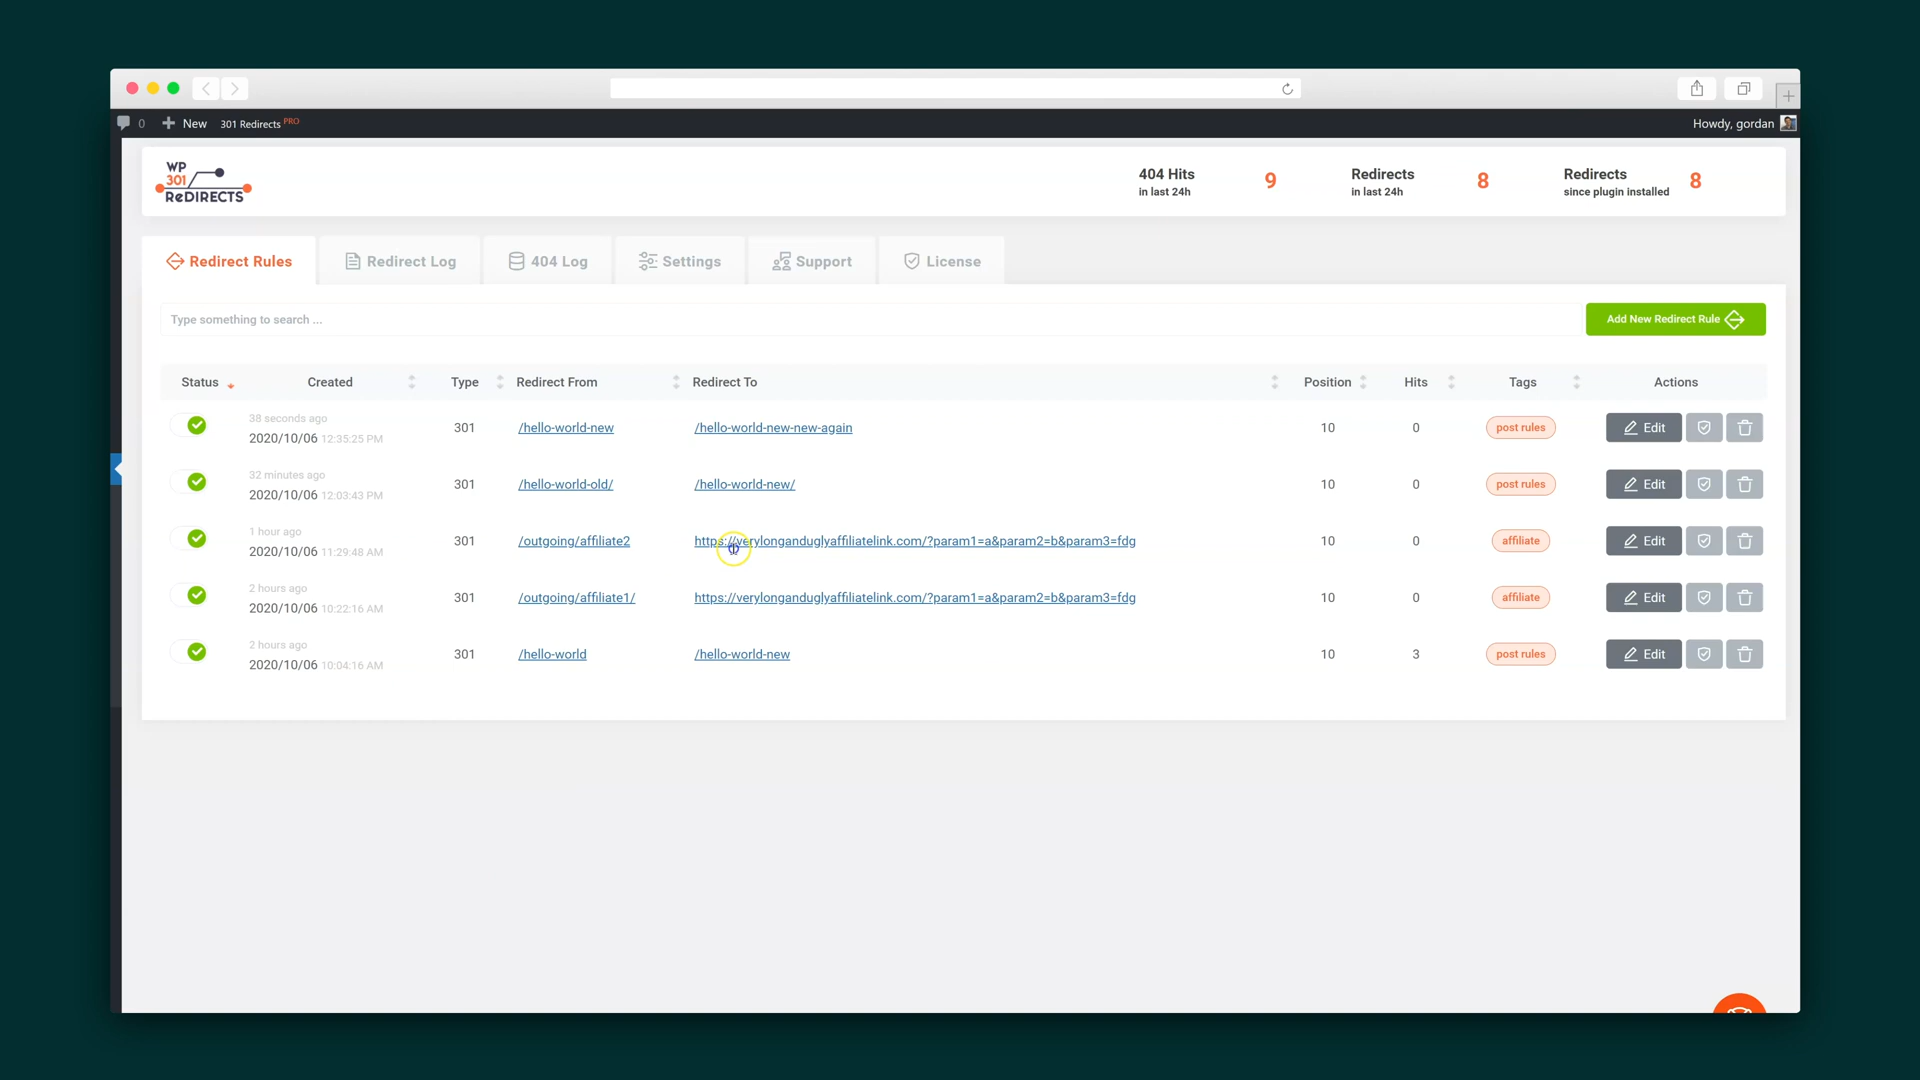 0 New 301 Redirects PRO Howdy, gordan
WP
301
ReDIRECTS
404 Hits
in last 24h
9
Redirects
in last 24h
8
Redirects
since plugin installed
8
Redirect Rules Redirect Log 404 Log Settings Support License
Type something to search ... Add New Redirect Rule
Status Created Type Redirect From Redirect To Position Hits Tags Actions
38 seconds ago
2020/10/06 12:35:25 PM 301 /hello-world-new /hello-world-new-new-again 10 0 post rules Edit
32 minutes ago
2020/10/06 12:03:43 PM 301 /hello-world-old/ /hello-world-new/ 10 0 post rules Edit
1 hour ago
2020/10/06 11:29:48 AM 301 /outgoing/affiliate2 https://verylonganduglyaffiliatelink.com/?param1=a&param2=b&param3=fdg 10 0 affiliate Edit
2 hours ago
2020/10/06 10:22:16 AM 301 /outgoing/affiliate1/ https://verylonganduglyaffiliatelink.com/?param1=a&param2=b&param3=fdg 10 0 affiliate Edit
2 hours ago
2020/10/06 10:04:16 AM 301 /hello-world /hello-world-new 10 3 post rules Edit